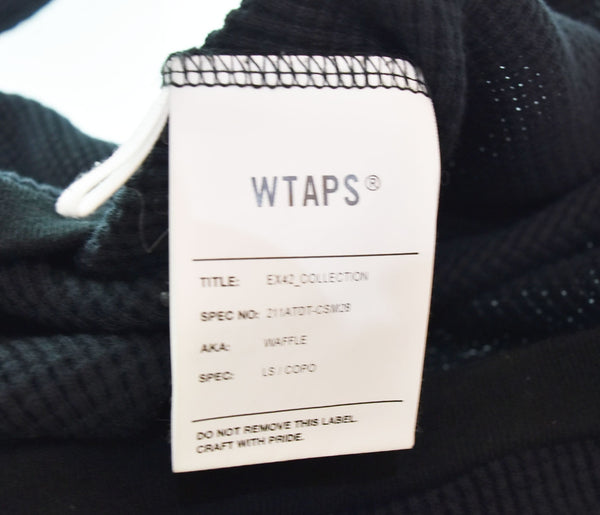 WTAPS®
TITLE: EX42_COLLECTION
SPEC NO: 211ATDT-CSM28
AKA: WAFFLE
SPEC: LS / COPO
DO NOT REMOVE THIS LABEL.
CRAFT WITH PRIDE.